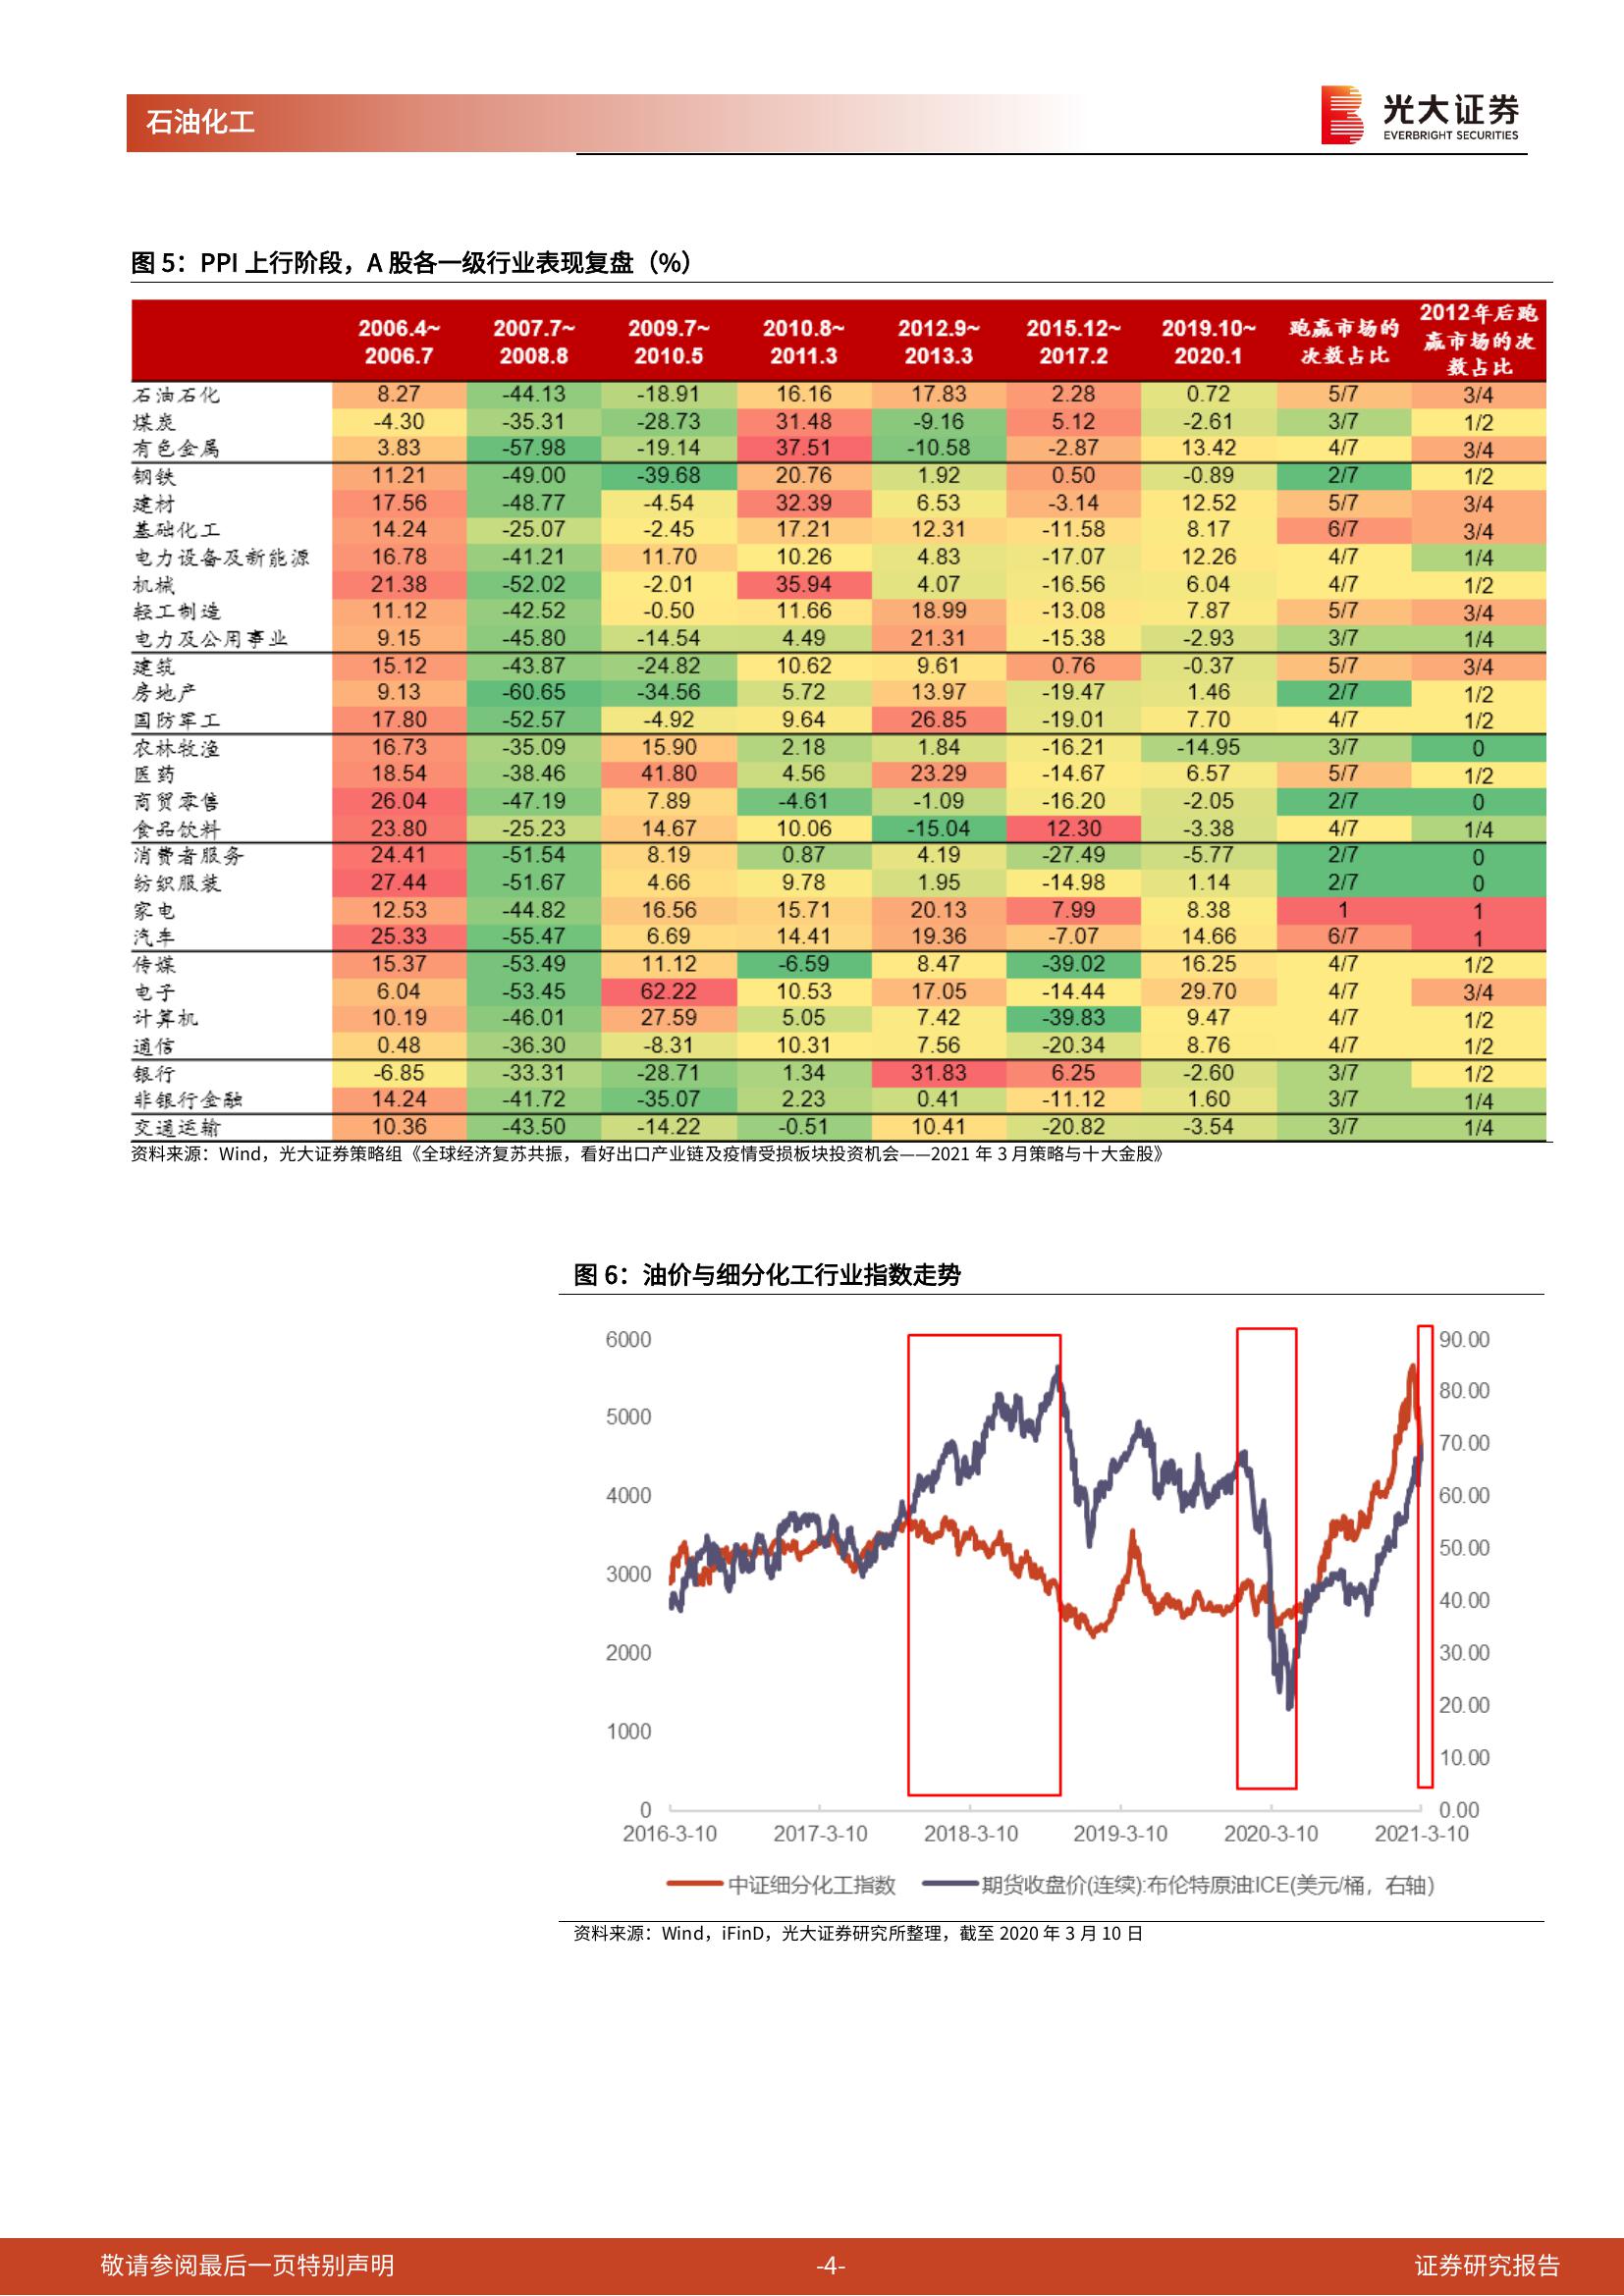 石油化工
光大证券
EVERBRIGHT SECURITIES
图 5：PPI 上行阶段，A 股各一级行业表现复盘（%）
2006.4~2006.7 2007.7~2008.8 2009.7~2010.5 2010.8~2011.3 2012.9~2013.3 2015.12~2017.2 2019.10~2020.1 跑赢市场的次数占比 2012年后跑赢市场的次数占比
石油石化 8.27 -44.13 -18.91 16.16 17.83 2.28 0.72 5/7 3/4
煤炭 -4.30 -35.31 -28.73 31.48 -9.16 5.12 -2.61 3/7 1/2
有色金属 3.83 -57.98 -19.14 37.51 -10.58 -2.87 13.42 4/7 3/4
钢铁 11.21 -49.00 -39.68 20.76 1.92 0.50 -0.89 2/7 1/2
建材 17.56 -48.77 -4.54 32.39 6.53 -3.14 12.52 5/7 3/4
基础化工 14.24 -25.07 -2.45 17.21 12.31 -11.58 8.17 6/7 3/4
电力设备及新能源 16.78 -41.21 11.70 10.26 4.83 -17.07 12.26 4/7 1/4
机械 21.38 -52.02 -2.01 35.94 4.07 -16.56 6.04 4/7 1/2
轻工制造 11.12 -42.52 -0.50 11.66 18.99 -13.08 7.87 5/7 3/4
电力及公用事业 9.15 -45.80 -14.54 4.49 21.31 -15.38 -2.93 3/7 1/4
建筑 15.12 -43.87 -24.82 10.62 9.61 0.76 -0.37 5/7 3/4
房地产 9.13 -60.65 -34.56 5.72 13.97 -19.47 1.46 2/7 1/2
国防军工 17.80 -52.57 -4.92 9.64 26.85 -19.01 7.70 4/7 1/2
农林牧渔 16.73 -35.09 15.90 2.18 1.84 -16.21 -14.95 3/7 0
医药 18.54 -38.46 41.80 4.56 23.29 -14.67 6.57 5/7 1/2
商贸零售 26.04 -47.19 7.89 -4.61 -1.09 -16.20 -2.05 2/7 0
食品饮料 23.80 -25.23 14.67 10.06 -15.04 12.30 -3.38 4/7 1/4
消费者服务 24.41 -51.54 8.19 0.87 4.19 -27.49 -5.77 2/7 0
纺织服装 27.44 -51.67 4.66 9.78 1.95 -14.98 1.14 2/7 0
家电 12.53 -44.82 16.56 15.71 20.13 7.99 8.38 1 1
汽车 25.33 -55.47 6.69 14.41 19.36 -7.07 14.66 6/7 1
传媒 15.37 -53.49 11.12 -6.59 8.47 -39.02 16.25 4/7 1/2
电子 6.04 -53.45 62.22 10.53 17.05 -14.44 29.70 4/7 3/4
计算机 10.19 -46.01 27.59 5.05 7.42 -39.83 9.47 4/7 1/2
通信 0.48 -36.30 -8.31 10.31 7.56 -20.34 8.76 4/7 1/2
银行 -6.85 -33.31 -28.71 1.34 31.83 6.25 -2.60 3/7 1/2
非银行金融 14.24 -41.72 -35.07 2.23 0.41 -11.12 1.60 3/7 1/4
交通运输 10.36 -43.50 -14.22 -0.51 10.41 -20.82 -3.54 3/7 1/4
资料来源：Wind，光大证券策略组《全球经济复苏共振，看好出口产业链及疫情受损板块投资机会——2021 年 3 月策略与十大金股》
图 6：油价与细分化工行业指数走势
6000 90.00
80.00
5000
70.00
4000 60.00
50.00
3000
40.00
2000 30.00
20.00
1000
10.00
0 0.00
2016-3-10 2017-3-10 2018-3-10 2019-3-10 2020-3-10 2021-3-10
中证细分化工指数 期货收盘价(连续):布伦特原油:ICE(美元/桶，右轴)
资料来源：Wind，iFinD，光大证券研究所整理，截至 2020 年 3 月 10 日
敬请参阅最后一页特别声明 -4- 证券研究报告